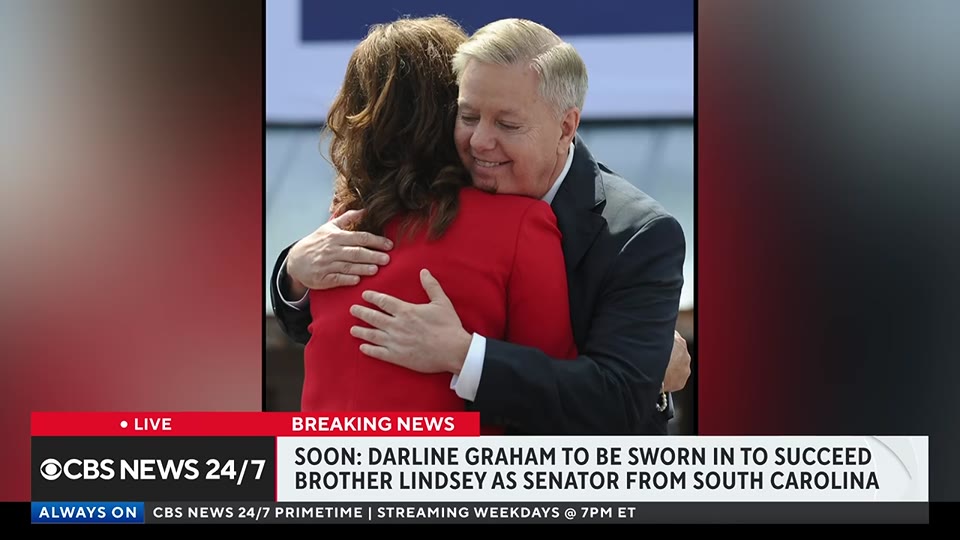 • LIVE
BREAKING NEWS
CBS NEWS 24/7
SOON: DARLINE GRAHAM TO BE SWORN IN TO SUCCEED
BROTHER LINDSEY AS SENATOR FROM SOUTH CAROLINA
ALWAYS ON
CBS NEWS 24/7 PRIMETIME | STREAMING WEEKDAYS @ 7PM ET